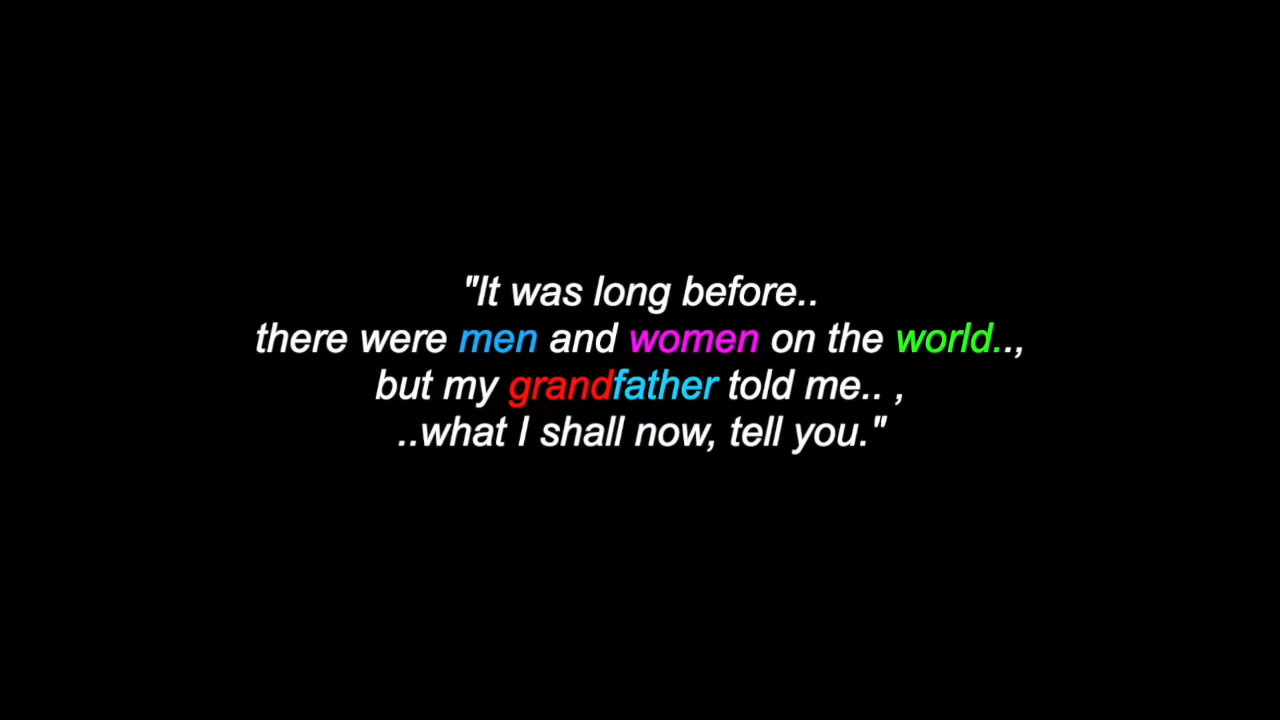 "It was long before..
there were men and women on the world..,
but my grandfather told me.. ,
..what I shall now, tell you."